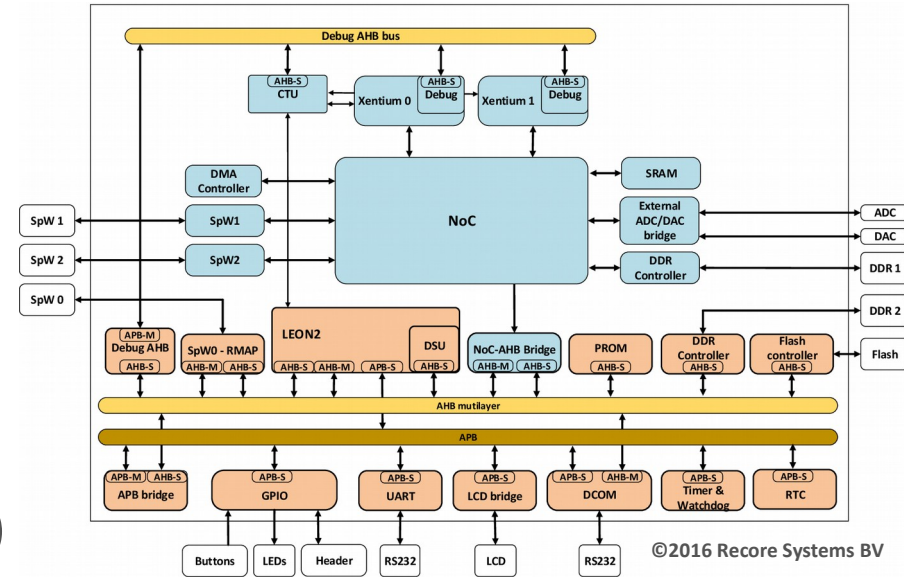 Debug AHB bus
AHB-S
CTU
Xentium 0
AHB-S
Debug
Xentium 1
AHB-S
Debug
DMA
Controller
NoC
SRAM
SpW 1
SpW1
External
ADC/DAC
bridge
ADC
DAC
SpW 2
SpW2
DDR
Controller
DDR 1
SpW 0
DDR 2
APB-M
Debug AHB
AHB-S
SpW0 - RMAP
AHB-M
AHB-S
LEON2
DSU
AHB-S
AHB-M
APB-S
AHB-S
NoC-AHB Bridge
AHB-M
AHB-S
PROM
AHB-S
DDR
Controller
AHB-S
Flash
controller
AHB-S
Flash
AHB mutilayer
APB
APB-M
AHB-S
APB bridge
APB-S
GPIO
APB-S
UART
APB-S
LCD bridge
APB-S
AHB-M
DCOM
APB-S
Timer &
Watchdog
APB-S
RTC
Buttons
LEDs
Header
RS232
LCD
RS232
©2016 Recore Systems BV